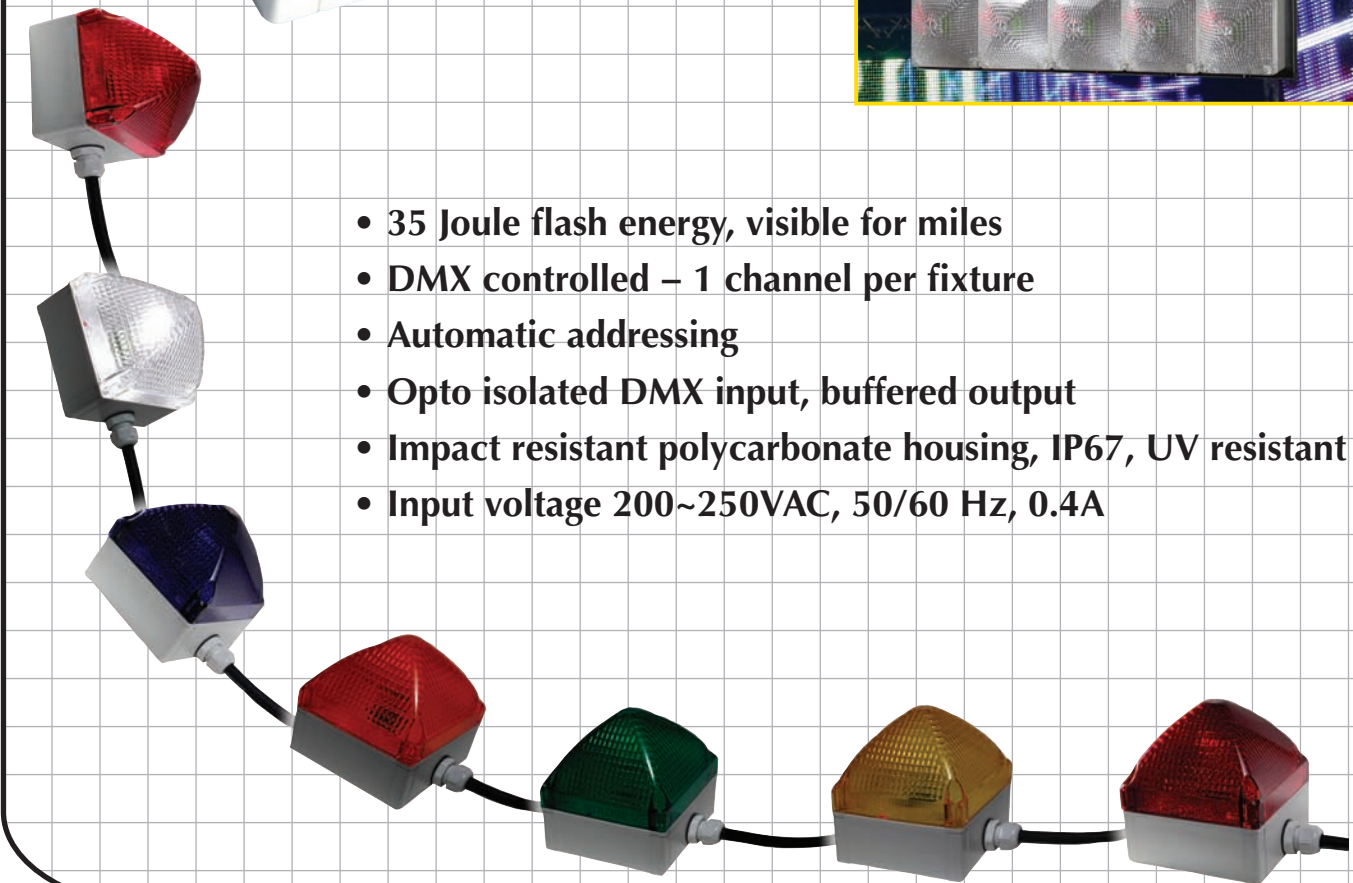 • 35 Joule flash energy, visible for miles
• DMX controlled – 1 channel per fixture
• Automatic addressing
• Opto isolated DMX input, buffered output
• Impact resistant polycarbonate housing, IP67, UV resistant
• Input voltage 200~250VAC, 50/60 Hz, 0.4A